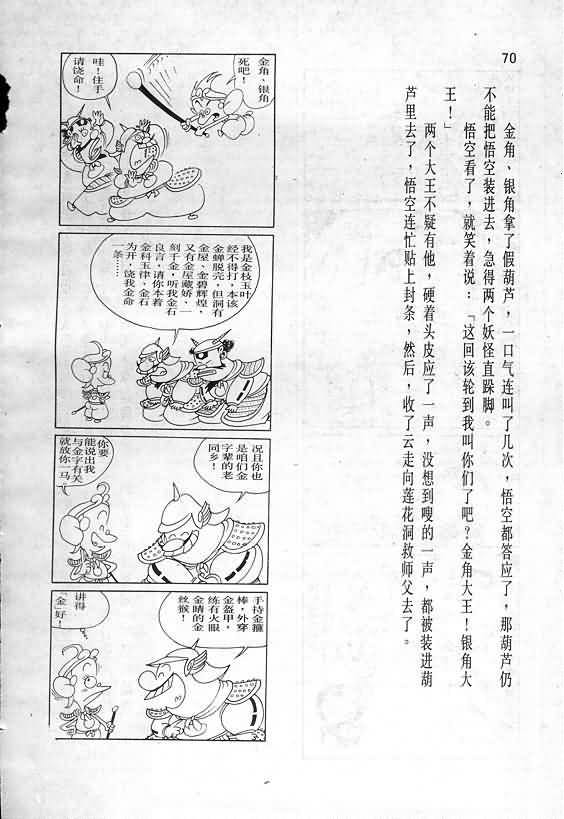 70
金角、银角拿了假葫芦，一口气连叫了几次，悟空都答应了，那葫芦仍
不能把悟空装进去，急得两个妖怪直跺脚。
悟空看了，就笑着说：「这回该轮到我叫你们了吧？金角大王！银角大
王！」
两个大王不疑有他，硬着头皮应了一声，没想到嗖的一声，都被装进葫
芦里去了，悟空连忙贴上封条，然后，收了云走向莲花洞救师父去了。
金角、银角
死吧！
哇！住手
请饶命！
我是金枝玉叶
经不得打，本该
金蝉脱壳，但洞有
金屋、金碧辉煌，
又有金屋藏娇、一
刻千金，听我金石
良言，请你本着
金科玉律、金石
为开，饶我金命
一条……
况且你也
是咱们金
字辈的老
同乡！
你要
能说出我
与金字有关
就放你一马
手持金箍
棒，外穿
金盔甲，
练有火眼
金睛的金
丝猴！
讲得
「金」好！